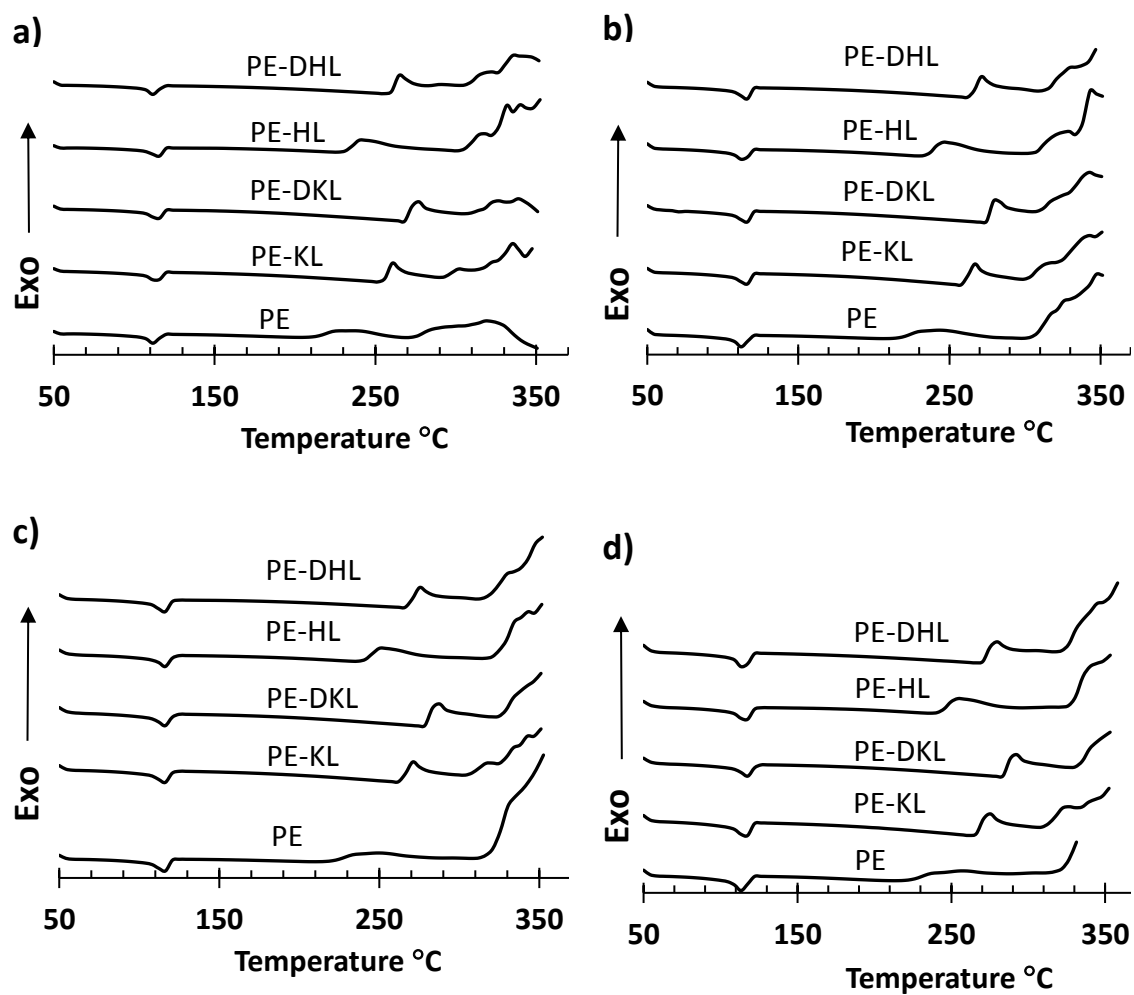 a)
PE-DHL
PE-HL
PE-DKL
PE-KL
PE
Exo
50 150 250 350
Temperature °C
b)
PE-DHL
PE-HL
PE-DKL
PE-KL
PE
Exo
50 150 250 350
Temperature °C
c)
PE-DHL
PE-HL
PE-DKL
PE-KL
PE
Exo
50 150 250 350
Temperature °C
d)
PE-DHL
PE-HL
PE-DKL
PE-KL
PE
Exo
50 150 250 350
Temperature °C